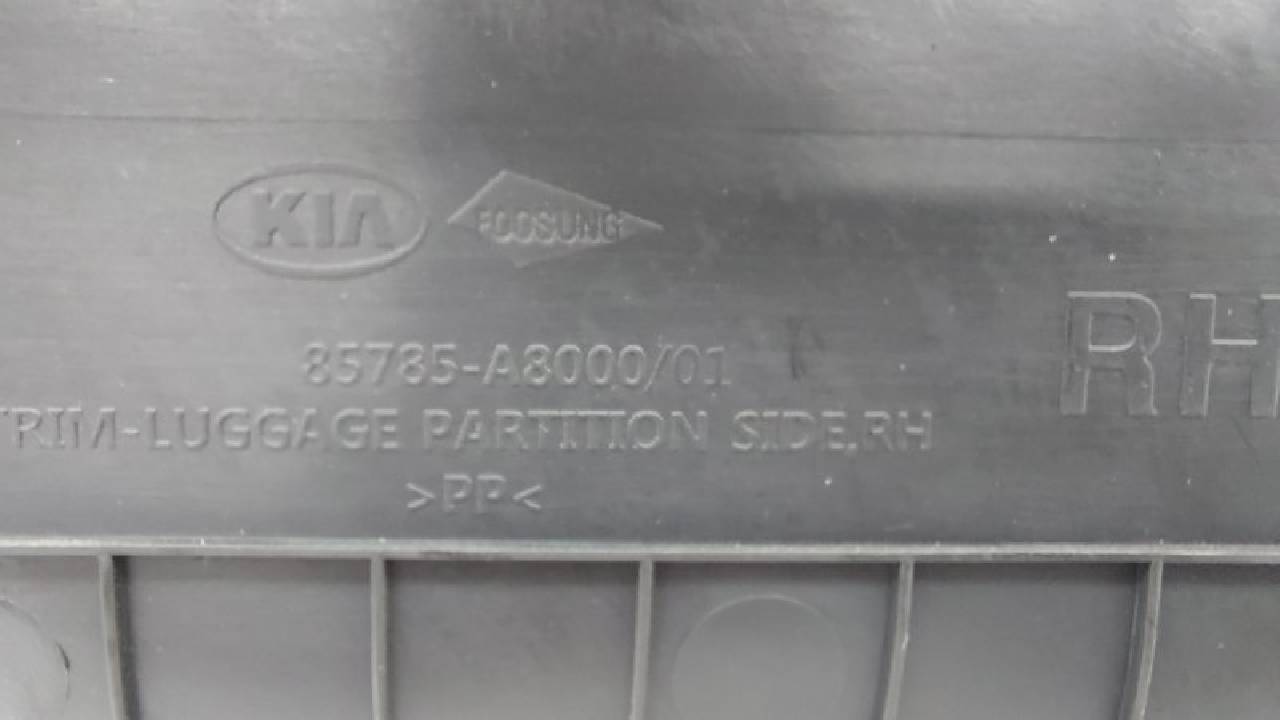 KIA FOOSUNG
85785-A8000/01
RH
TRIM-LUGGAGE PARTITION SIDE,RH
>PP<